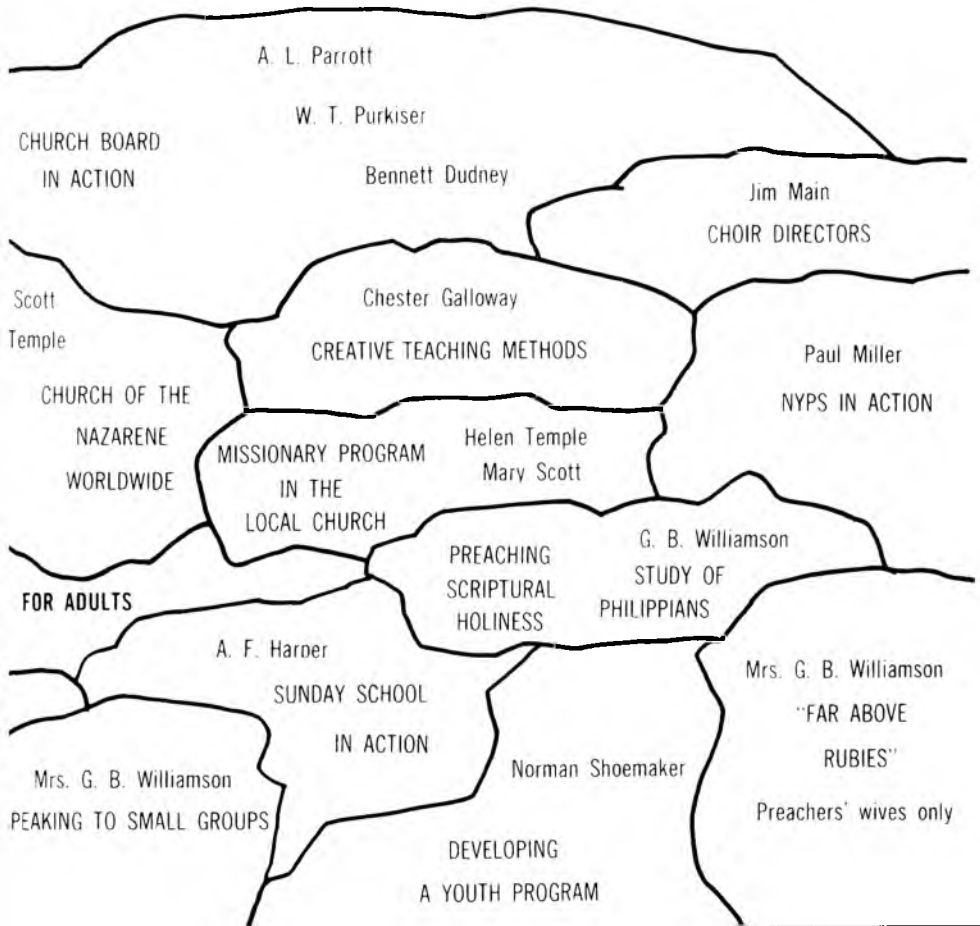 A. L. Parrott
W. T. Purkiser
CHURCH BOARD
IN ACTION
Bennett Dudney
Jim Main
CHOIR DIRECTORS
Scott
Temple
CHURCH OF THE
NAZARENE
WORLDWIDE
Chester Galloway
CREATIVE TEACHING METHODS
Paul Miller
NYPS IN ACTION
MISSIONARY PROGRAM
IN THE
LOCAL CHURCH
Helen Temple
Mary Scott
PREACHING
SCRIPTURAL
HOLINESS
G. B. Williamson
STUDY OF
PHILIPPIANS
FOR ADULTS
A. F. Harper
SUNDAY SCHOOL
IN ACTION
Mrs. G. B. Williamson
"FAR ABOVE
RUBIES"
Preachers' wives only
Mrs. G. B. Williamson
PEAKING TO SMALL GROUPS
Norman Shoemaker
DEVELOPING
A YOUTH PROGRAM